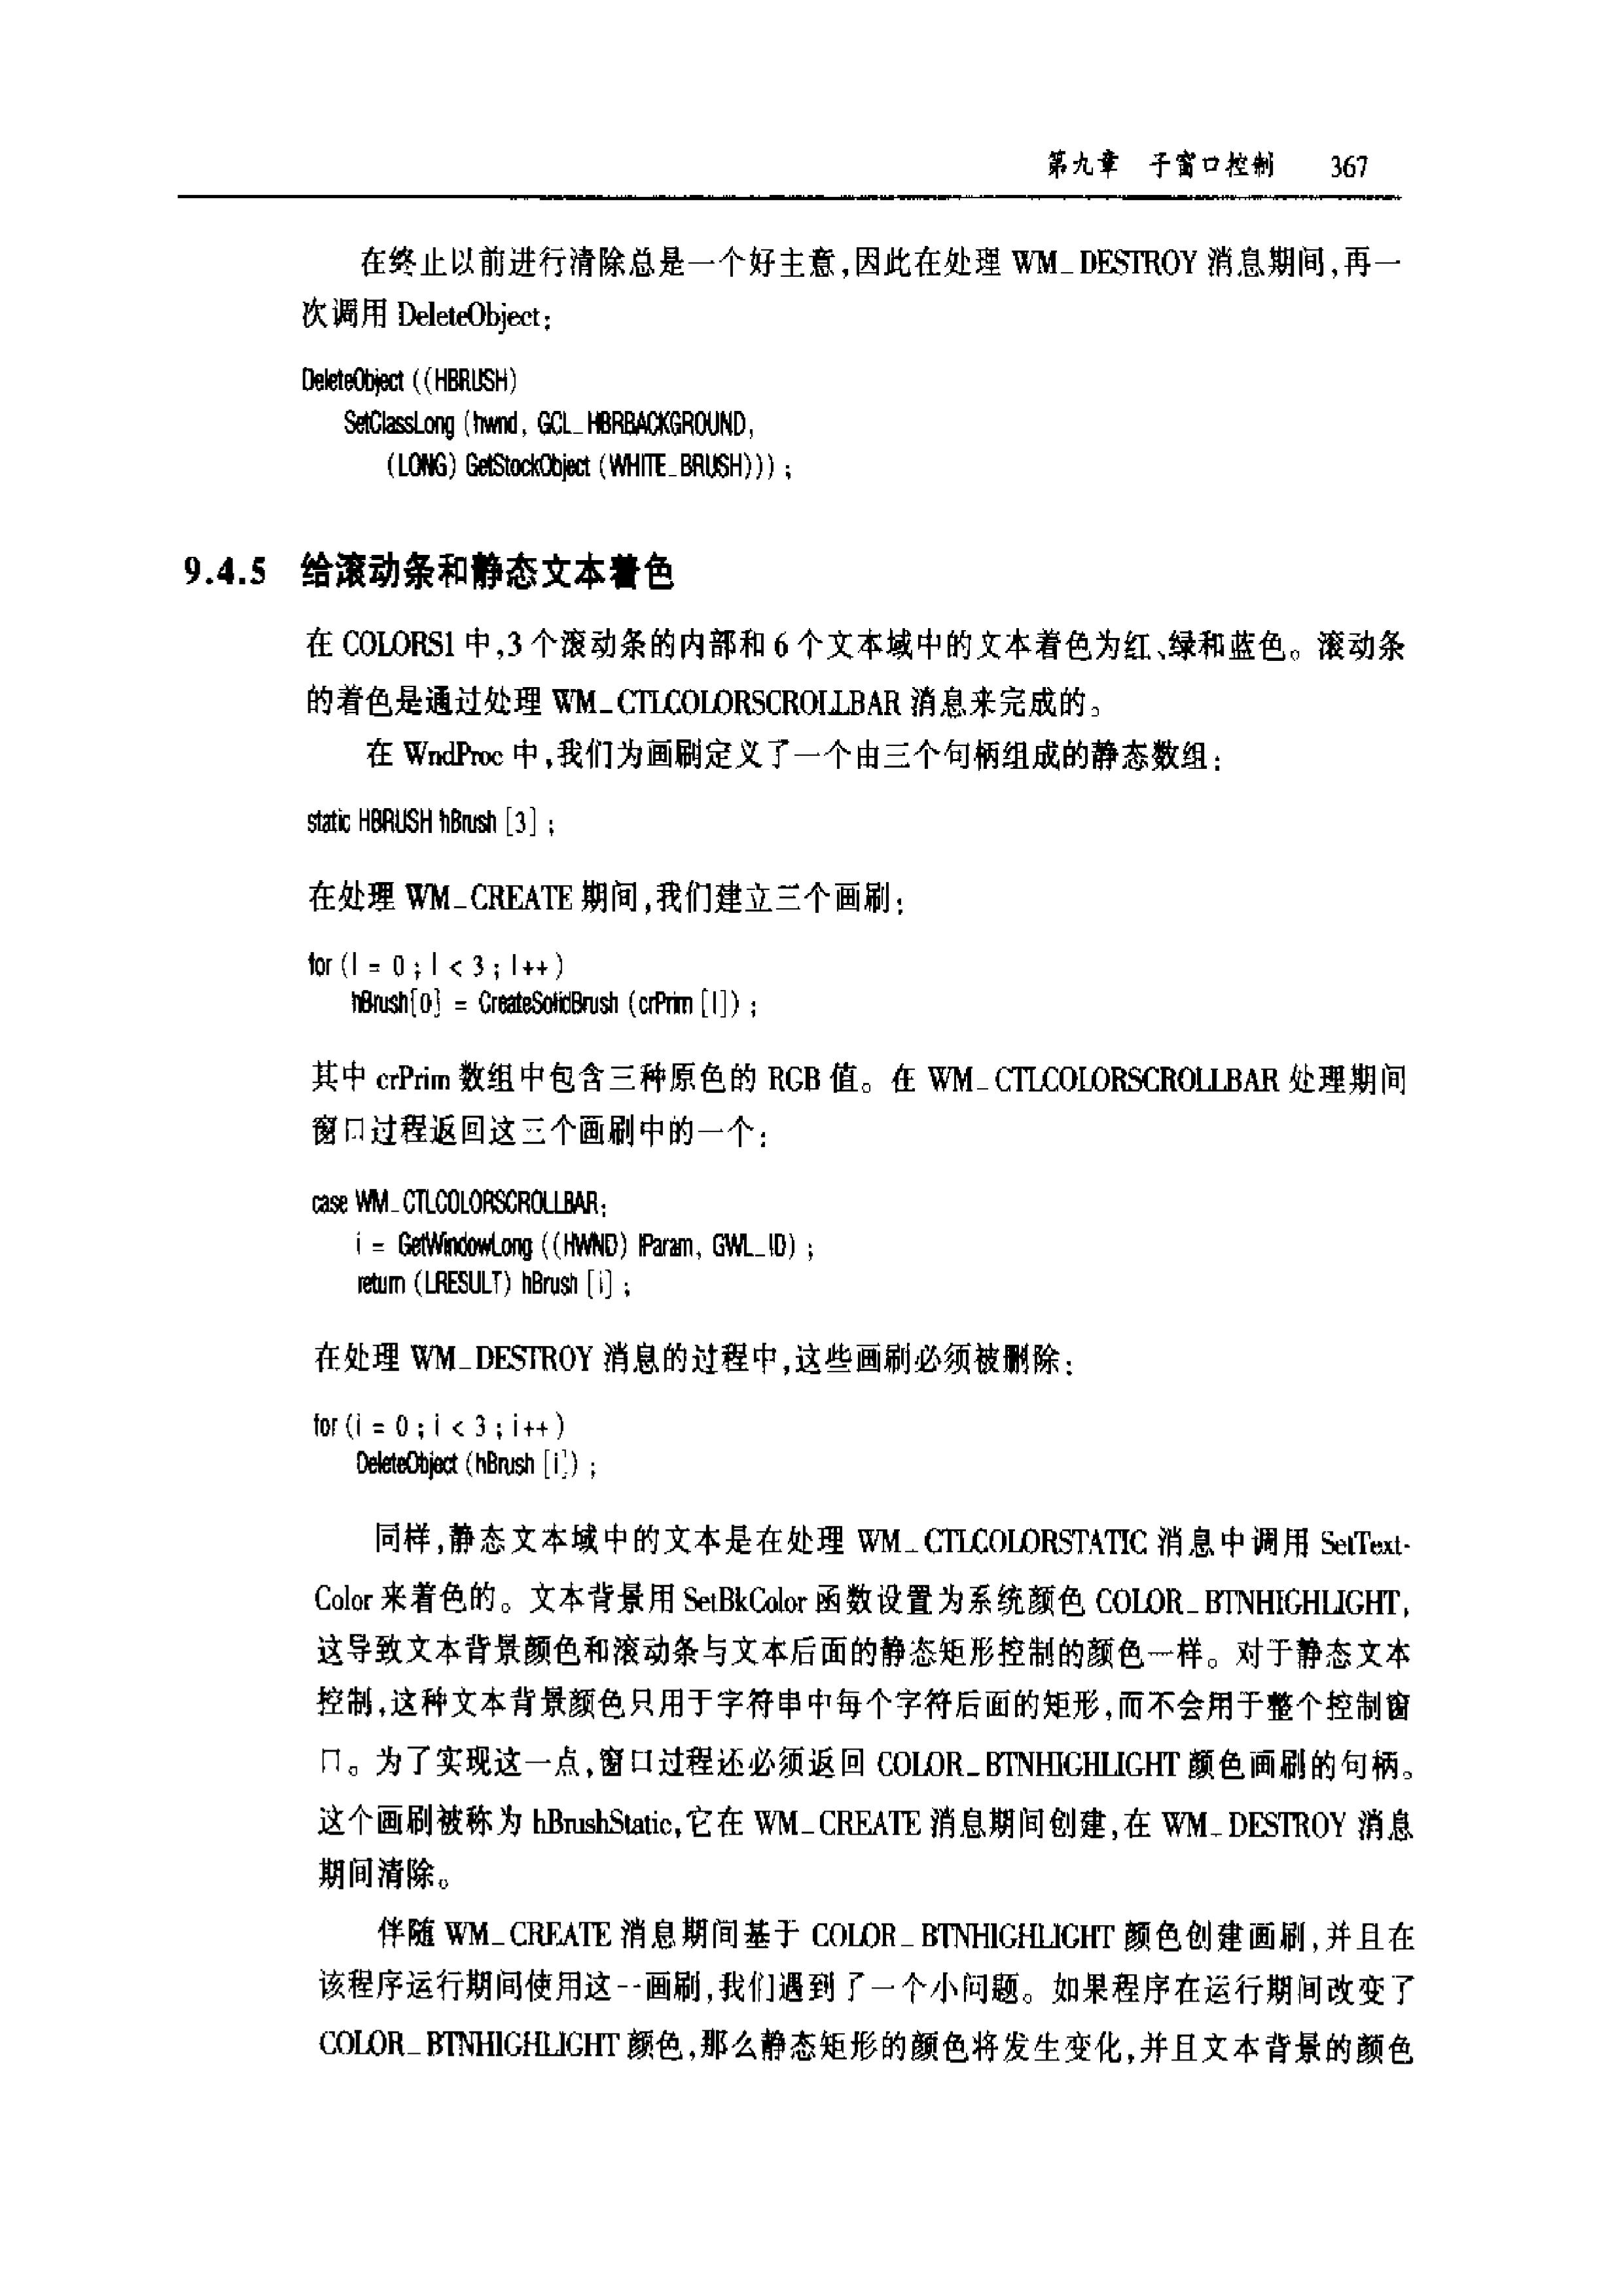 第九章 子窗口控制 367
在终止以前进行清除总是一个好主意,因此在处理 WM_DESTROY 消息期间,再一
次调用 DeleteObject:
DeleteObject ((HBRUSH)
SetClassLong (hwnd, GCL_HBRBACKGROUND,
(LONG) GetStockObject (WHITE_BRUSH))) ;
9.4.5 给滚动条和静态文本着色
在 COLORS1 中,3 个滚动条的内部和 6 个文本域中的文本着色为红、绿和蓝色。滚动条
的着色是通过处理 WM_CTLCOLORSCROLLBAR 消息来完成的。
在 WndProc 中,我们为画刷定义了一个由三个句柄组成的静态数组:
static HBRUSH hBrush [3] ;
在处理 WM_CREATE 期间,我们建立三个画刷:
for (I = 0 ; I < 3 ; I++)
hBrush[0] = CreateSolidBrush (crPrim [I]) ;
其中 crPrim 数组中包含三种原色的 RGB 值。在 WM_CTLCOLORSCROLLBAR 处理期间
窗口过程返回这三个画刷中的一个:
case WM_CTLCOLORSCROLLBAR:
i = GetWindowLong ((HWND) lParam, GWL_ID) ;
return (LRESULT) hBrush [i] ;
在处理 WM_DESTROY 消息的过程中,这些画刷必须被删除:
for (i = 0 ; i < 3 ; i++)
DeleteObject (hBrush [i]) ;
同样,静态文本域中的文本是在处理 WM_CTLCOLORSTATIC 消息中调用 SetText-
Color 来着色的。文本背景用 SetBkColor 函数设置为系统颜色 COLOR_BTNHIGHLIGHT,
这导致文本背景颜色和滚动条与文本后面的静态矩形控制的颜色一样。对于静态文本
控制,这种文本背景颜色只用于字符串中每个字符后面的矩形,而不会用于整个控制窗
口。为了实现这一点,窗口过程还必须返回 COLOR_BTNHIGHLIGHT 颜色画刷的句柄。
这个画刷被称为 hBrushStatic,它在 WM_CREATE 消息期间创建,在 WM_DESTROY 消息
期间清除。
伴随 WM_CREATE 消息期间基于 COLOR_BTNHIGHLIGHT 颜色创建画刷,并且在
该程序运行期间使用这一画刷,我们遇到了一个小问题。如果程序在运行期间改变了
COLOR_BTNHIGHLIGHT 颜色,那么静态矩形的颜色将发生变化,并且文本背景的颜色